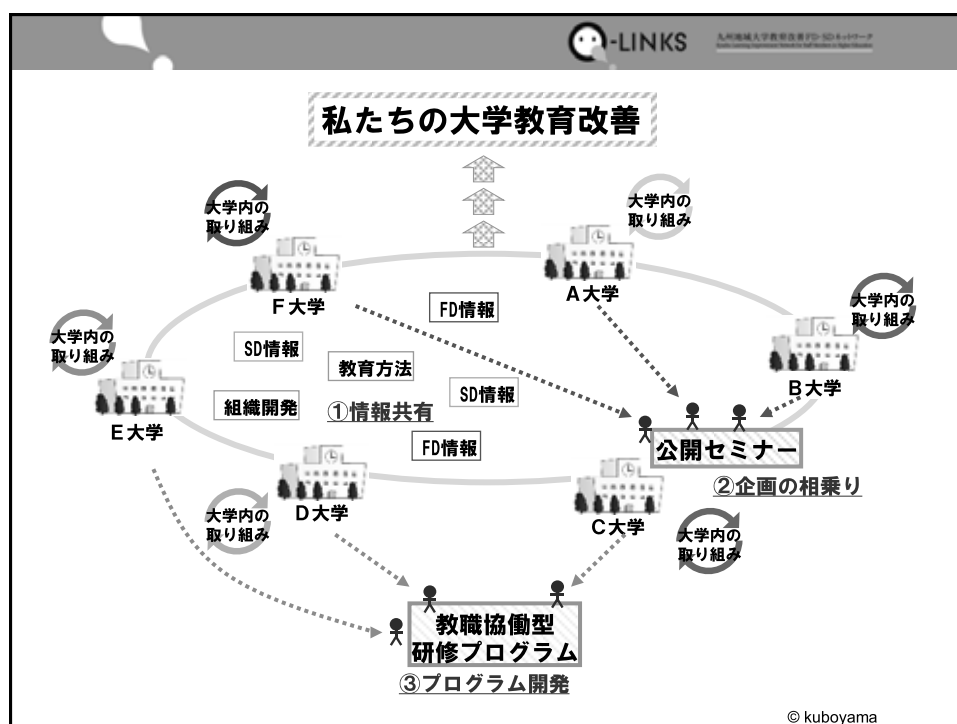 Q-LINKS
九州地域大学教育改善FD・SDネットワーク
私たちの大学教育改善
大学内の
取り組み
大学内の
取り組み
F大学
A大学
大学内の
取り組み
FD情報
大学内の
取り組み
SD情報
教育方法
B大学
SD情報
組織開発
①情報共有
E大学
FD情報
公開セミナー
②企画の相乗り
D大学
大学内の
取り組み
C大学
大学内の
取り組み
教職協働型
研修プログラム
③プログラム開発
© kuboyama